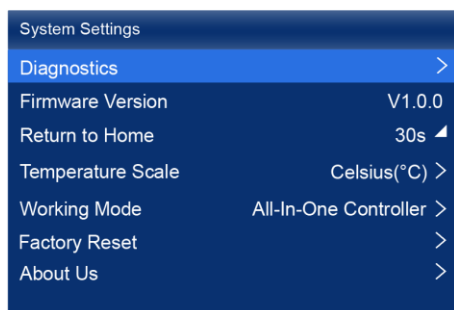 System Settings
Diagnostics >
Firmware Version V1.0.0
Return to Home 30s
Temperature Scale Celsius(°C) >
Working Mode All-In-One Controller >
Factory Reset >
About Us >